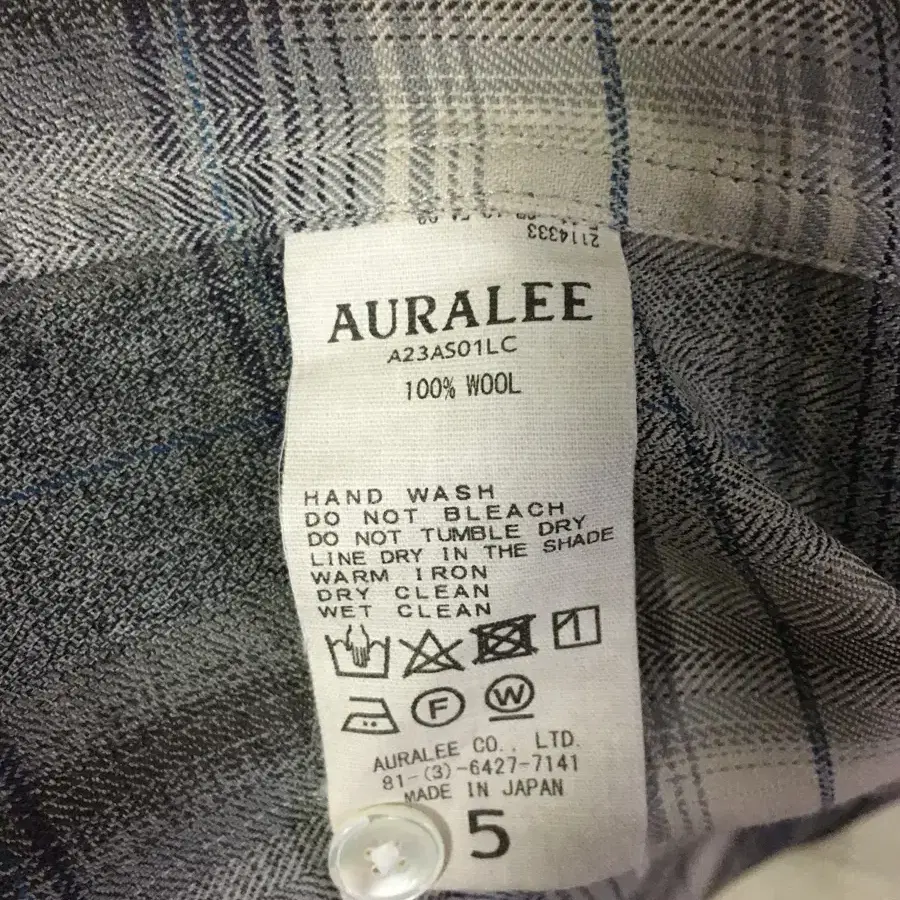 2114333
AURALEE
A23AS01LC
100% WOOL
HAND WASH
DO NOT BLEACH
DO NOT TUMBLE DRY
LINE DRY IN THE SHADE
WARM IRON
DRY CLEAN
WET CLEAN
F W
AURALEE CO., LTD.
81-(3)-6427-7141
MADE IN JAPAN
5